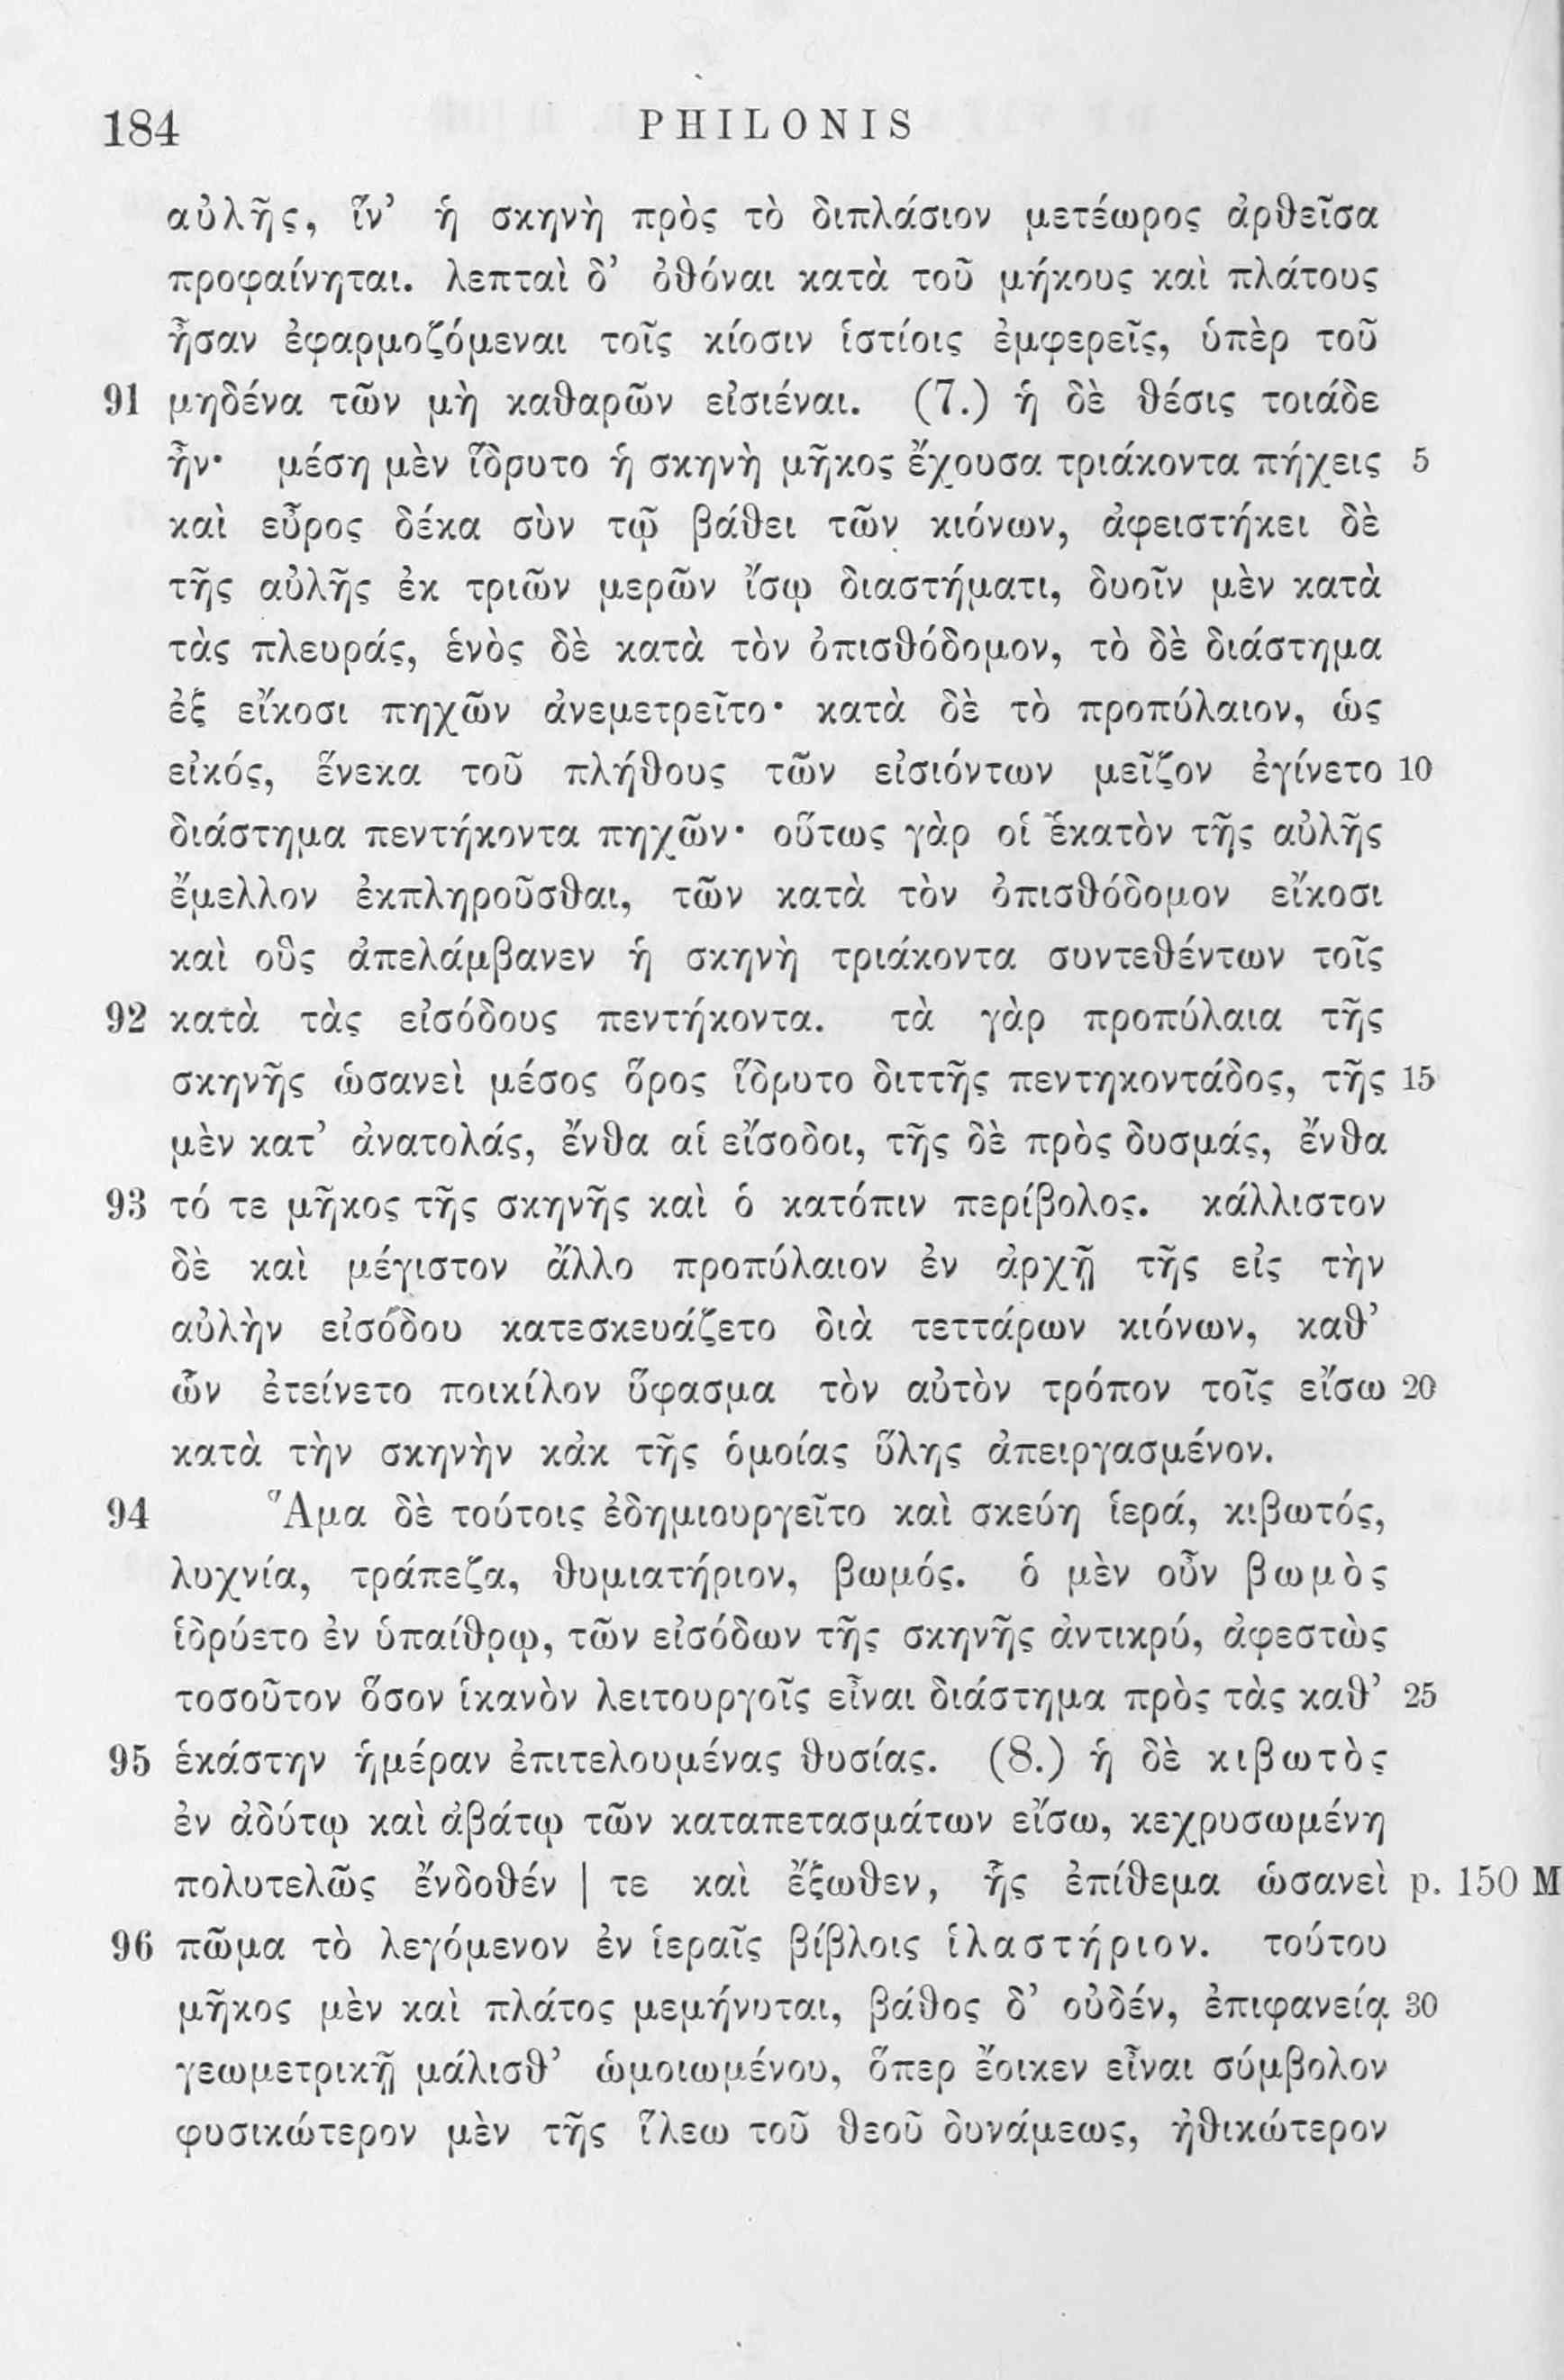 184 PHILONIS
αὐλῆς, ἵν’ ἡ σκηνὴ πρὸς τὸ διπλάσιον μετέωρος ἀρθεῖσα
προφαίνηται. λεπταὶ δ’ ὀθόναι κατὰ τοῦ μήκους καὶ πλάτους
ἦσαν ἐφαρμοζόμεναι τοῖς κίοσιν ἱστίοις ἐμφερεῖς, ὑπὲρ τοῦ
91 μηδένα τῶν μὴ καθαρῶν εἰσιέναι. (7.) ἡ δὲ θέσις τοιάδε
ἦν· μέση μὲν ἵδρυτο ἡ σκηνὴ μῆκος ἔχουσα τριάκοντα πήχεις 5
καὶ εὖρος δέκα σὺν τῷ βάθει τῶν κιόνων, ἀφειστήκει δὲ
τῆς αὐλῆς ἐκ τριῶν μερῶν ἴσῳ διαστήματι, δυοῖν μὲν κατὰ
τὰς πλευράς, ἑνὸς δὲ κατὰ τὸν ὀπισθόδομον, τὸ δὲ διάστημα
ἐξ εἴκοσι πηχῶν ἀνεμετρεῖτο· κατὰ δὲ τὸ προπύλαιον, ὡς
εἰκός, ἕνεκα τοῦ πλήθους τῶν εἰσιόντων μεῖζον ἐγίνετο 10
διάστημα πεντήκοντα πηχῶν· οὕτως γὰρ οἱ ἑκατὸν τῆς αὐλῆς
ἔμελλον ἐκπληροῦσθαι, τῶν κατὰ τὸν ὀπισθόδομον εἴκοσι
καὶ οὓς ἀπελάμβανεν ἡ σκηνὴ τριάκοντα συντεθέντων τοῖς
92 κατὰ τὰς εἰσόδους πεντήκοντα. τὰ γὰρ προπύλαια τῆς
σκηνῆς ὡσανεὶ μέσος ὅρος ἵδρυτο διττῆς πεντηκοντάδος, τῆς 15
μὲν κατ’ ἀνατολάς, ἔνθα αἱ εἴσοδοι, τῆς δὲ πρὸς δυσμάς, ἔνθα
93 τό τε μῆκος τῆς σκηνῆς καὶ ὁ κατόπιν περίβολος. κάλλιστον
δὲ καὶ μέγιστον ἄλλο προπύλαιον ἐν ἀρχῇ τῆς εἰς τὴν
αὐλὴν εἰσόδου κατεσκευάζετο διὰ τεττάρων κιόνων, καθ’
ὧν ἐτείνετο ποικίλον ὕφασμα τὸν αὐτὸν τρόπον τοῖς εἴσω 20
κατὰ τὴν σκηνὴν κἀκ τῆς ὁμοίας ὕλης ἀπειργασμένον.
94 Ἅμα δὲ τούτοις ἐδημιουργεῖτο καὶ σκεύη ἱερά, κιβωτός,
λυχνία, τράπεζα, θυμιατήριον, βωμός. ὁ μὲν οὖν βωμὸς
ἱδρύετο ἐν ὑπαίθρῳ, τῶν εἰσόδων τῆς σκηνῆς ἀντικρύ, ἀφεστὼς
τοσοῦτον ὅσον ἱκανὸν λειτουργοῖς εἶναι διάστημα πρὸς τὰς καθ’ 25
95 ἑκάστην ἡμέραν ἐπιτελουμένας θυσίας. (8.) ἡ δὲ κιβωτὸς
ἐν ἀδύτῳ καὶ ἀβάτῳ τῶν καταπετασμάτων εἴσω, κεχρυσωμένη
πολυτελῶς ἔνδοθέν | τε καὶ ἔξωθεν, ἧς ἐπίθεμα ὡσανεὶ p. 150 M
96 πῶμα τὸ λεγόμενον ἐν ἱεραῖς βίβλοις ἱλαστήριον. τούτου
μῆκος μὲν καὶ πλάτος μεμήνυται, βάθος δ’ οὐδέν, ἐπιφανείᾳ 30
γεωμετρικῇ μάλισθ’ ὡμοιωμένου, ὅπερ ἔοικεν εἶναι σύμβολον
φυσικώτερον μὲν τῆς ἵλεω τοῦ θεοῦ δυνάμεως, ἠθικώτερον